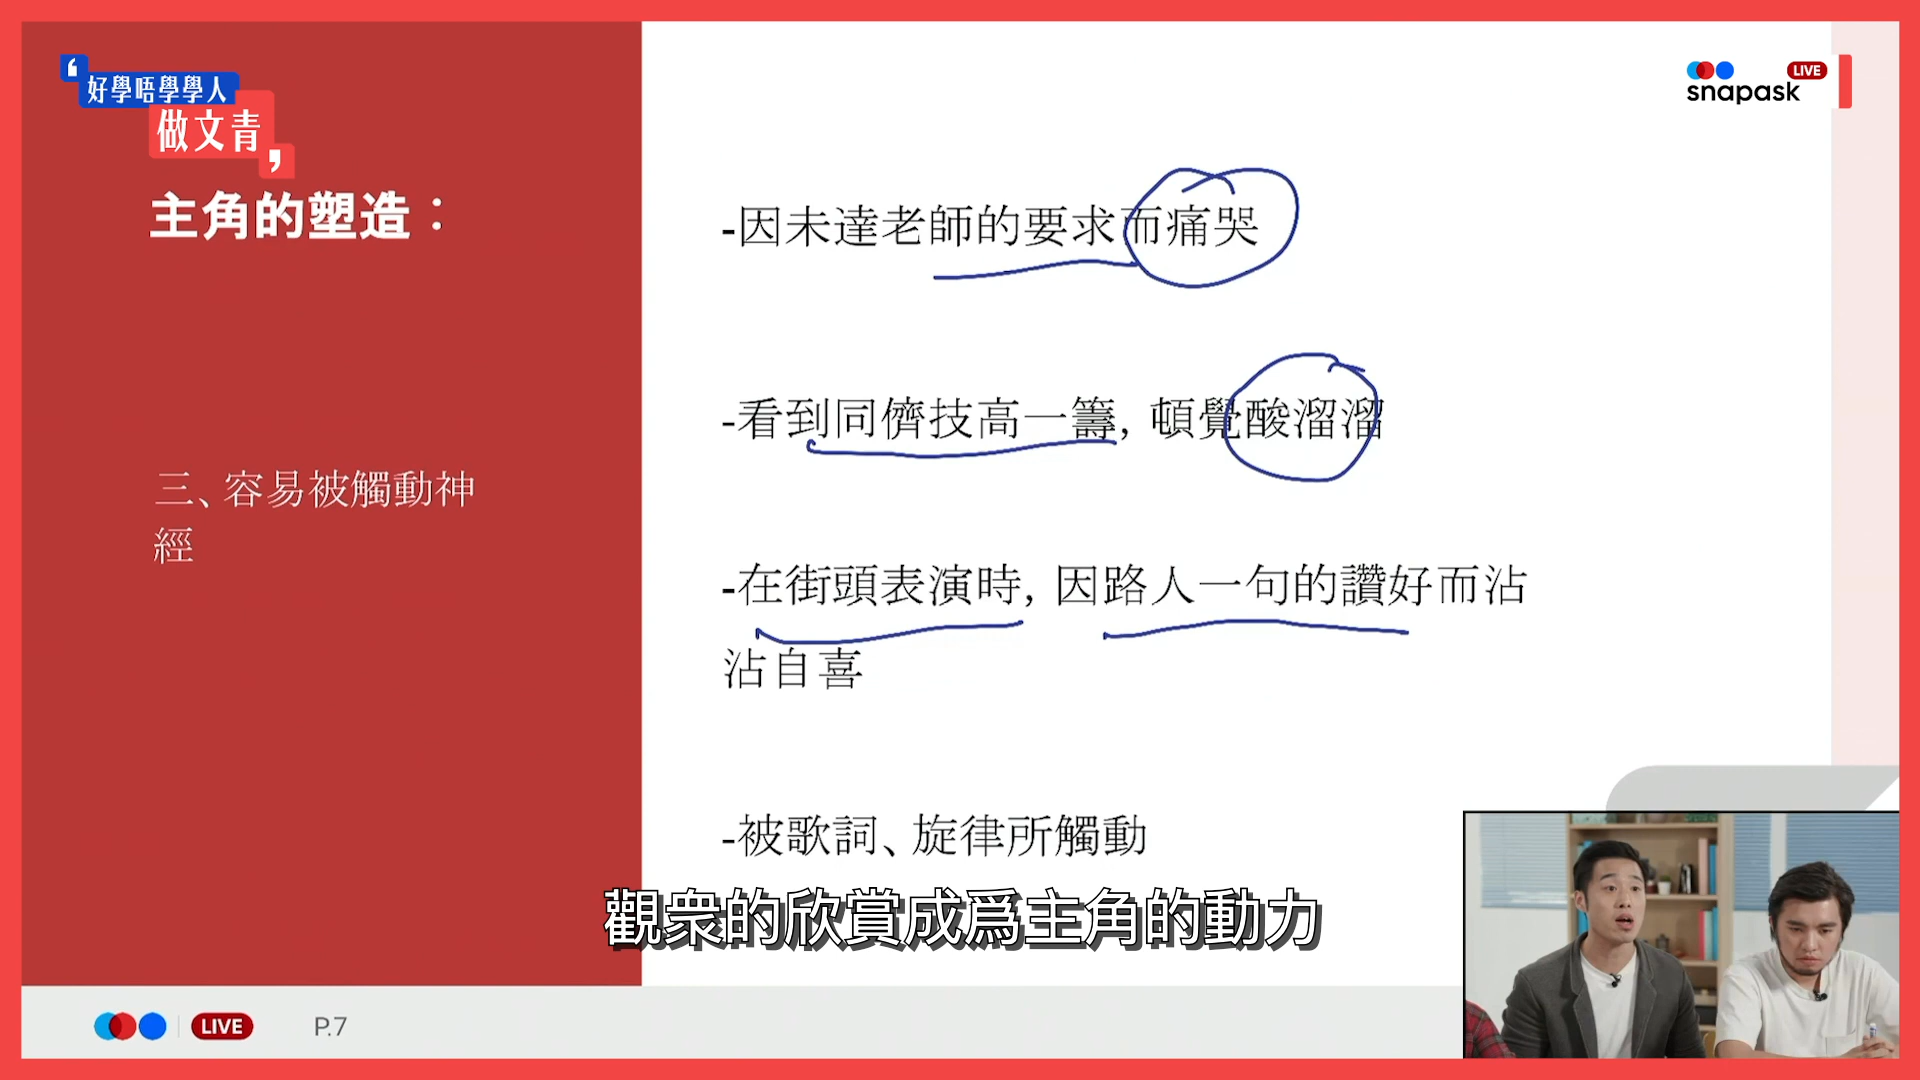 好學唔學學人
做文青
snapask
LIVE
主角的塑造：
三、容易被觸動神
經
-因未達老師的要求而痛哭
-看到同儕技高一籌, 頓覺酸溜溜
-在街頭表演時, 因路人一句的讚好而沾
沾自喜
-被歌詞、旋律所觸動
觀衆的欣賞成爲主角的動力
LIVE
P.7